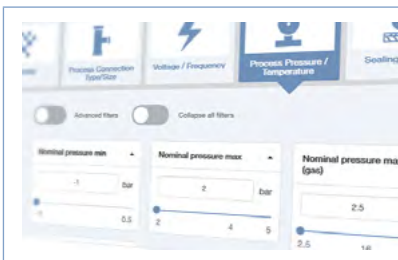 Process Connection
Type/Size
Voltage / Frequency
Process Pressure /
Temperature
Sealing
Advanced filters
Collapse all filters
Nominal pressure min
-1
bar
-1
0.5
Nominal pressure max
2
bar
2
4
5
Nominal pressure ma
(gas)
2.5
2.5
16